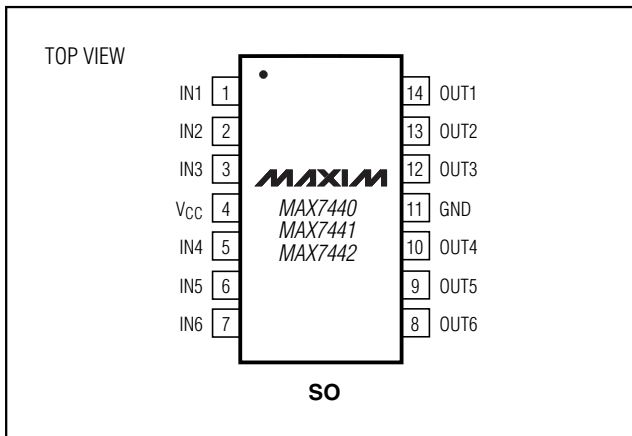 TOP VIEW
IN1 1 14 OUT1
IN2 2 13 OUT2
IN3 3 12 OUT3
MAXIM
VCC 4 MAX7440 11 GND
MAX7441
IN4 5 MAX7442 10 OUT4
IN5 6 9 OUT5
IN6 7 8 OUT6
SO